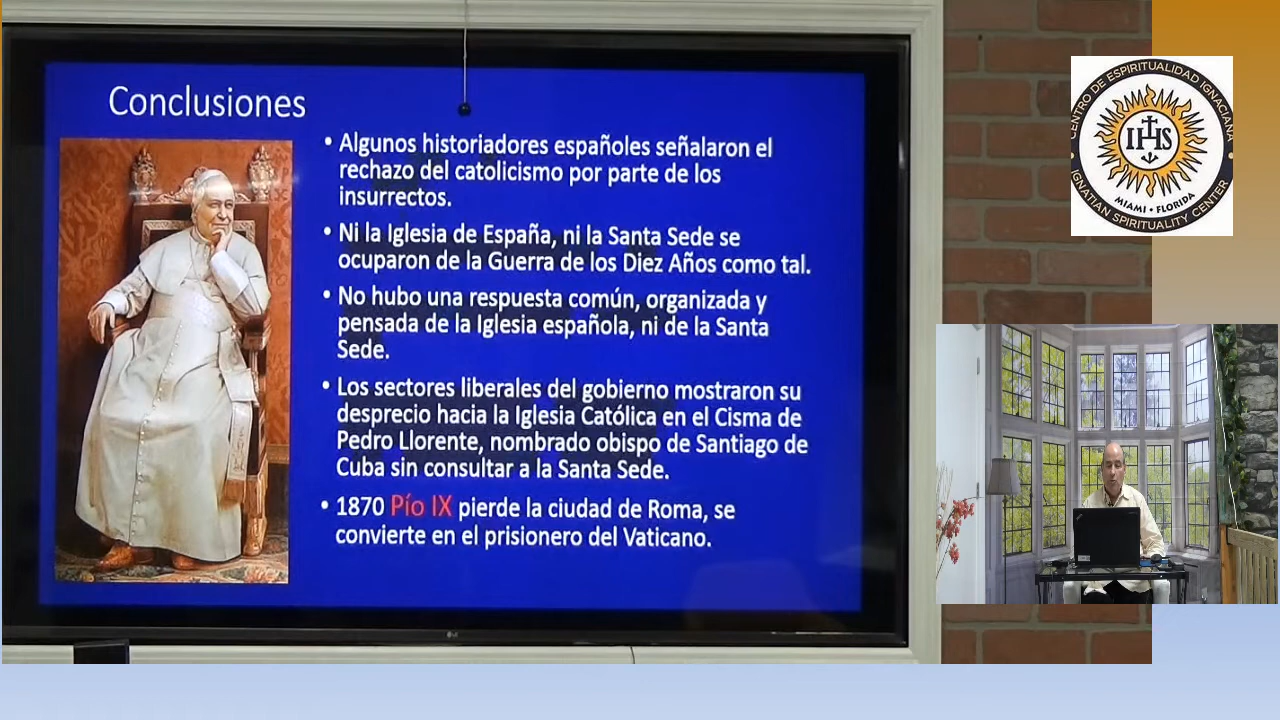 Conclusiones
• Algunos historiadores españoles señalaron el
rechazo del catolicismo por parte de los
insurrectos.
• Ni la Iglesia de España, ni la Santa Sede se
ocuparon de la Guerra de los Diez Años como tal.
• No hubo una respuesta común, organizada y
pensada de la Iglesia española, ni de la Santa
Sede.
• Los sectores liberales del gobierno mostraron su
desprecio hacia la Iglesia Católica en el Cisma de
Pedro Llorente, nombrado obispo de Santiago de
Cuba sin consultar a la Santa Sede.
• 1870 Pío IX pierde la ciudad de Roma, se
convierte en el prisionero del Vaticano.
LG
CENTRO DE ESPIRITUALIDAD IGNACIANA
IHS
MIAMI • FLORIDA
IGNATIAN SPIRITUALITY CENTER